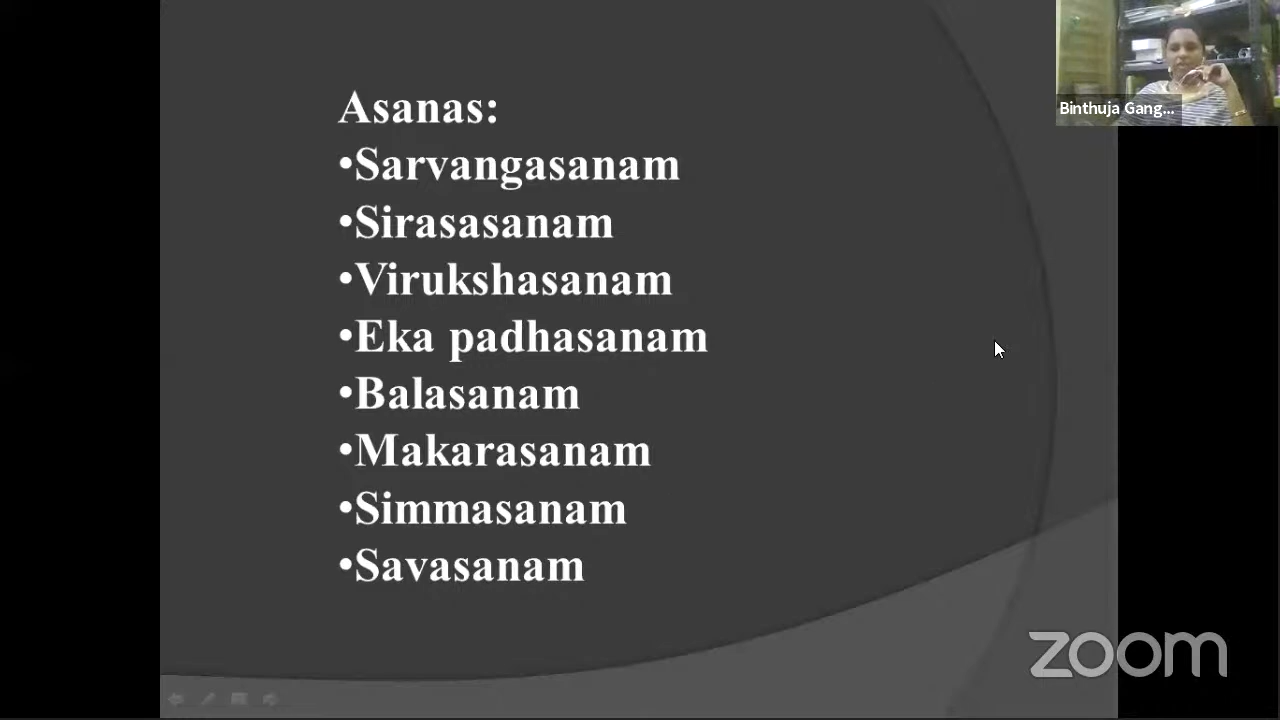 Asanas:
•Sarvangasanam
•Sirasasanam
•Virukshasanam
•Eka padhasanam
•Balasanam
•Makarasanam
•Simmasanam
•Savasanam
Binthuja Gang...
zoom